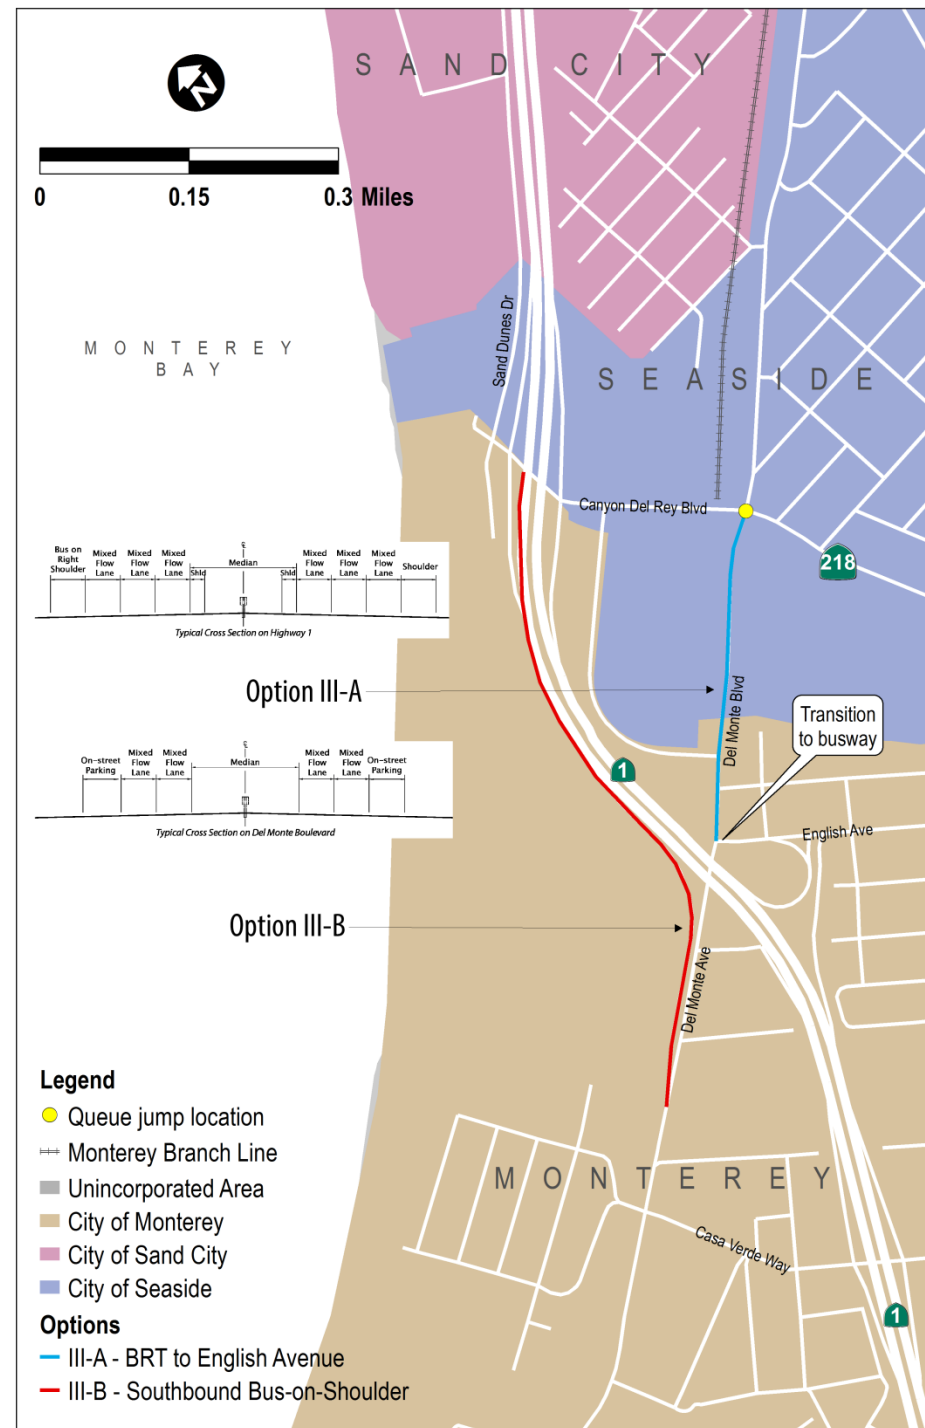 SAND CITY
N
0 0.15 0.3 Miles
MONTEREY
BAY
Sand Dunes Dr
SEASIDE
Canyon Del Rey Blvd
218
Bus on
Right
Shoulder
Mixed
Flow
Lane
Mixed
Flow
Lane
Mixed
Flow
Lane
Shld
℄
Median
Shld
Mixed
Flow
Lane
Mixed
Flow
Lane
Mixed
Flow
Lane
Shoulder
Typical Cross Section on Highway 1
Option III-A
Del Monte Blvd
Transition
to busway
1
On-street
Parking
Mixed
Flow
Lane
Mixed
Flow
Lane
℄
Median
Mixed
Flow
Lane
Mixed
Flow
Lane
On-street
Parking
Typical Cross Section on Del Monte Boulevard
English Ave
Option III-B
Del Monte Ave
MONTEREY
Casa Verde Way
1
Legend
Queue jump location
Monterey Branch Line
Unincorporated Area
City of Monterey
City of Sand City
City of Seaside
Options
III-A - BRT to English Avenue
III-B - Southbound Bus-on-Shoulder